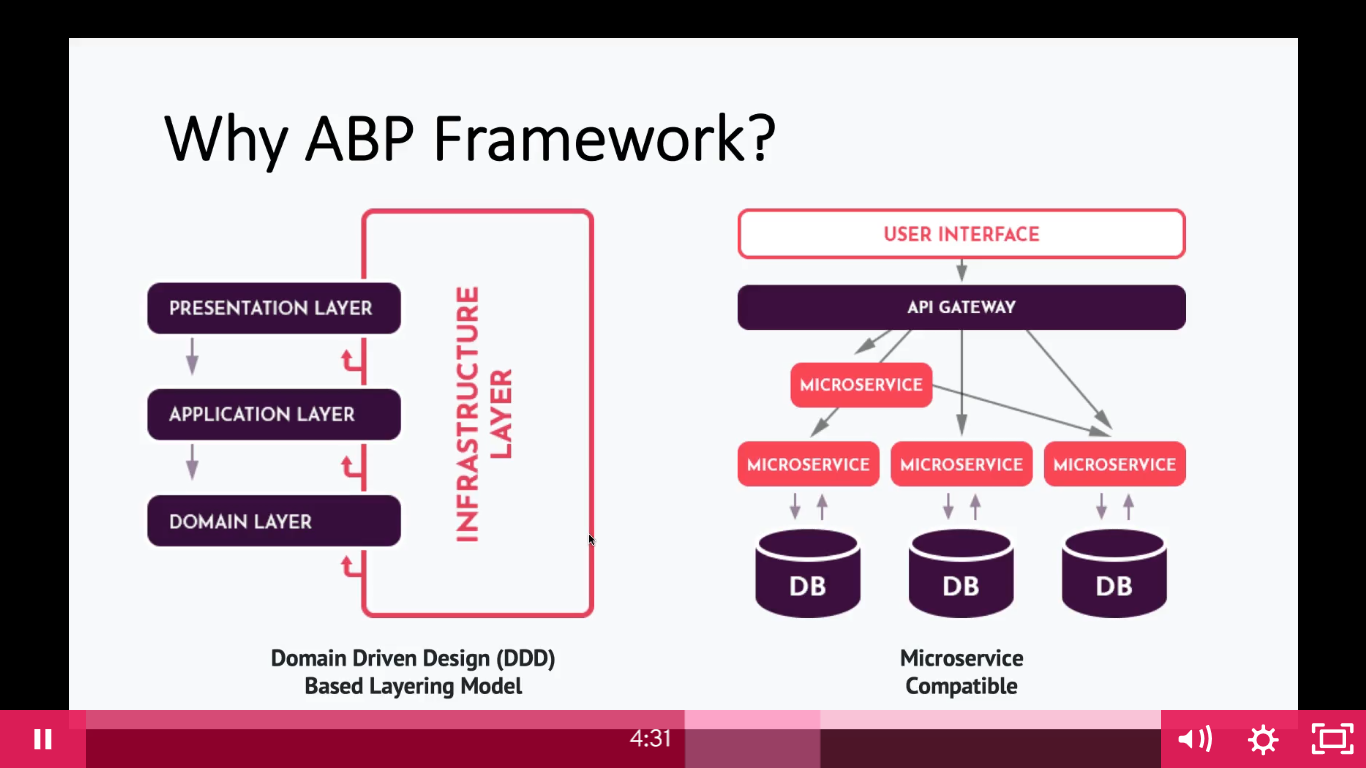 Why ABP Framework?
PRESENTATION LAYER
APPLICATION LAYER
DOMAIN LAYER
INFRASTRUCTURE
LAYER
Domain Driven Design (DDD)
Based Layering Model
USER INTERFACE
API GATEWAY
MICROSERVICE
MICROSERVICE
MICROSERVICE
MICROSERVICE
DB
DB
DB
Microservice
Compatible
4:31